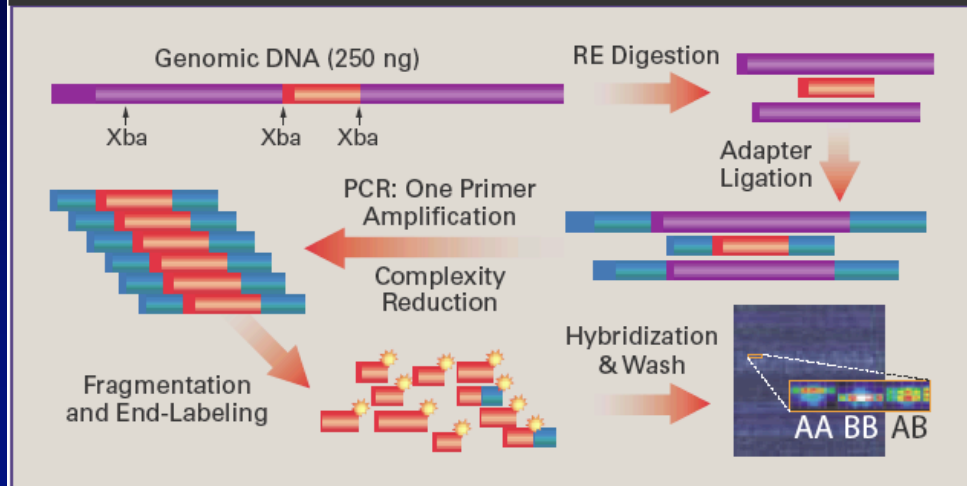 Genomic DNA (250 ng)
RE Digestion
Xba
Xba
Xba
Adapter
Ligation
PCR: One Primer
Amplification
Complexity
Reduction
Hybridization
& Wash
Fragmentation
and End-Labeling
AA BB AB